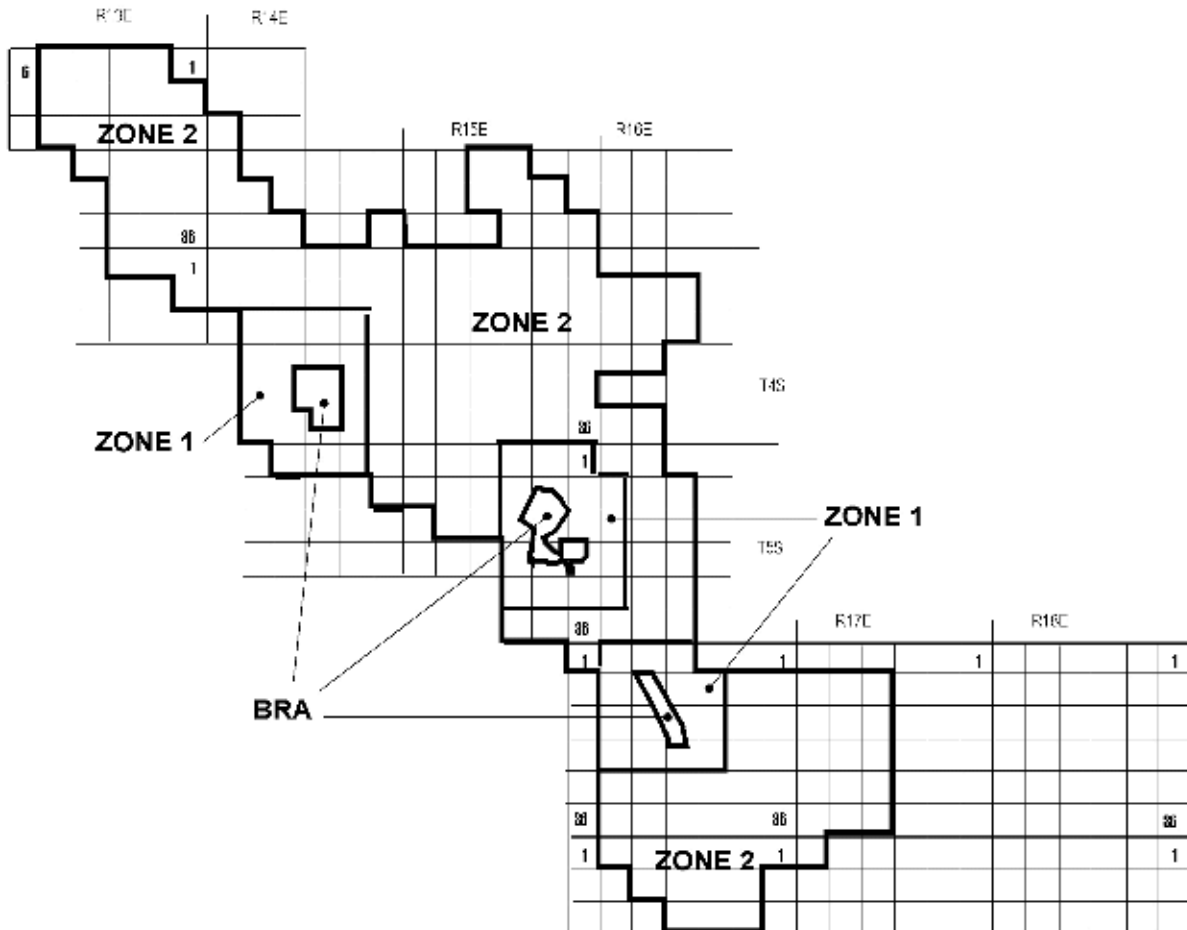 R13E R14E
6 1
ZONE 2
R15E R16E
36
1
ZONE 2
T4S
ZONE 1
36
1
ZONE 1
T5S
36 R17E
1 1 1 1
BRA
36 36 36
1 ZONE 2 1 1